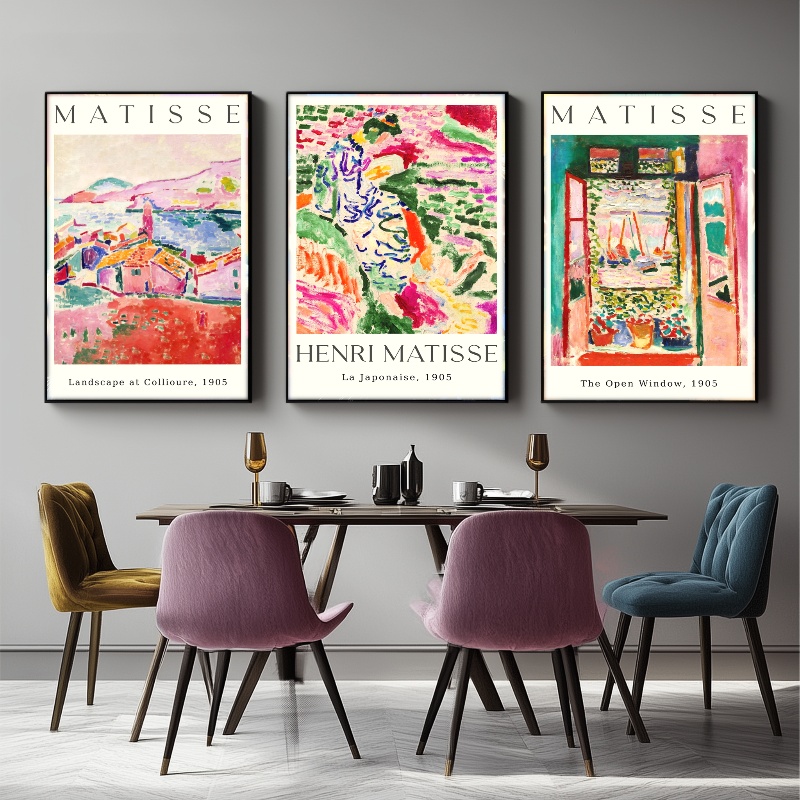 MATISSE
Landscape at Collioure, 1905
HENRI MATISSE
La Japonaise, 1905
MATISSE
The Open Window, 1905